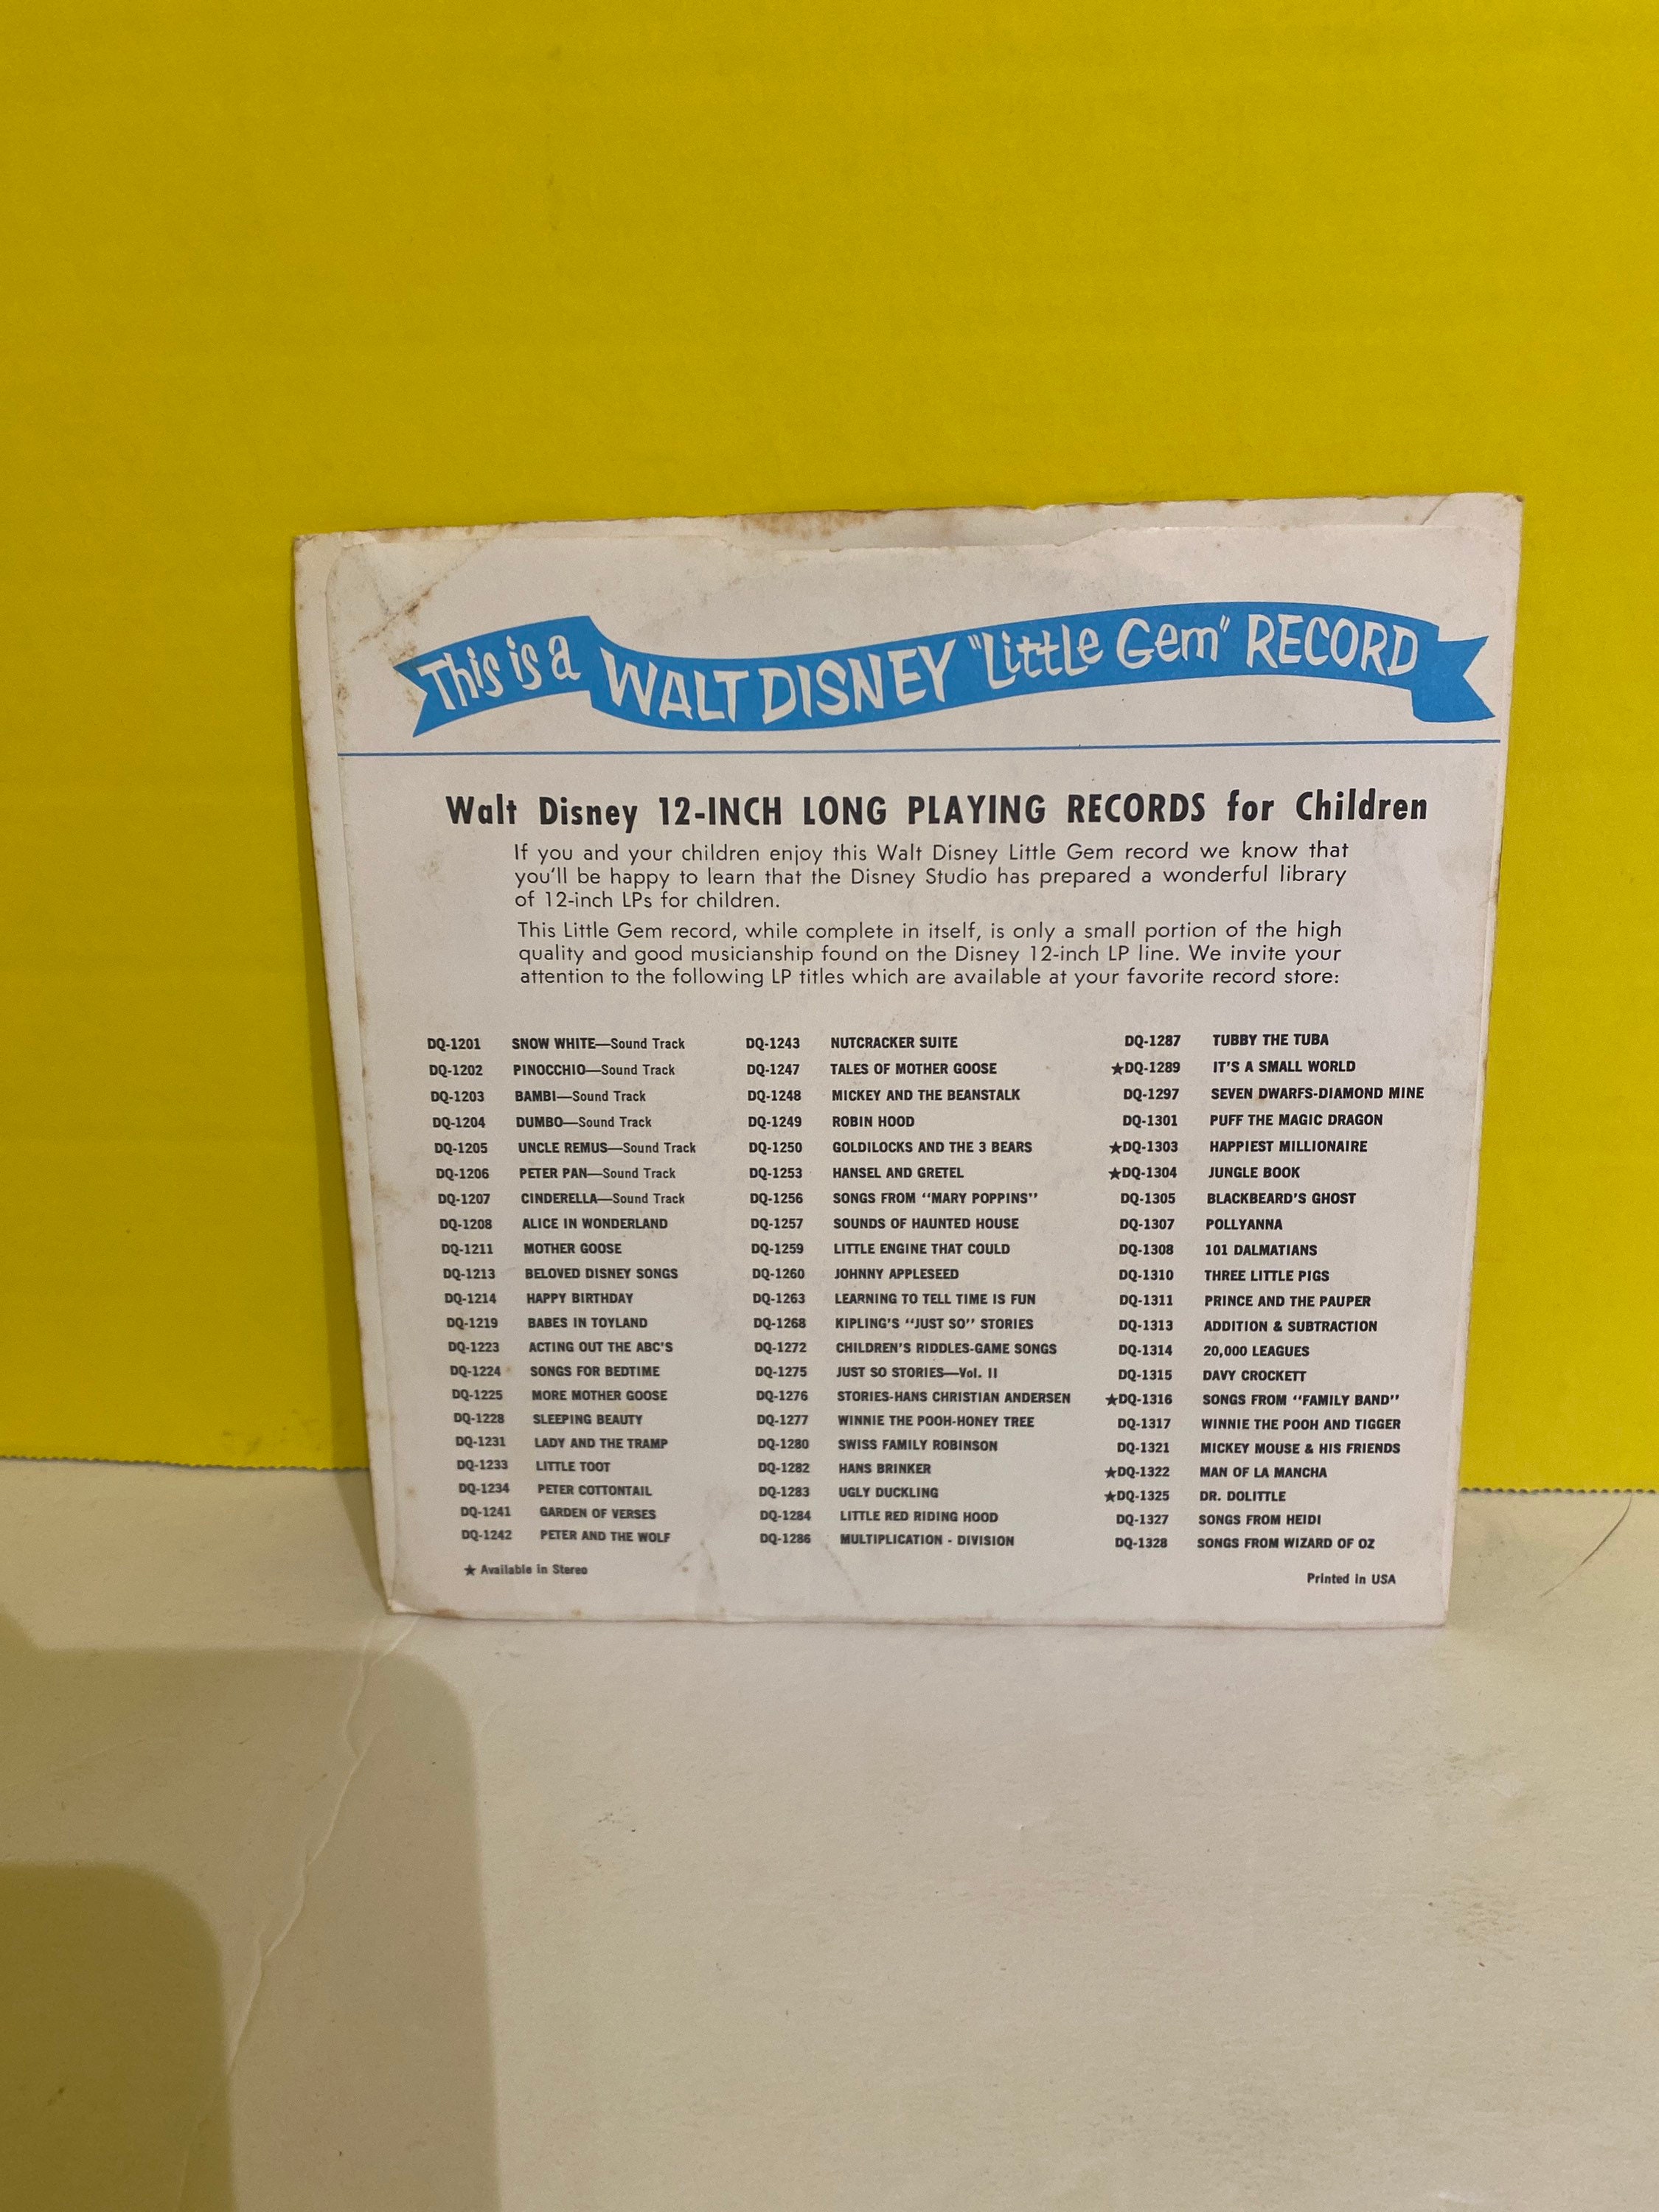 This is a WALT DISNEY "Little Gem" RECORD
Walt Disney 12-INCH LONG PLAYING RECORDS for Children
If you and your children enjoy this Walt Disney Little Gem record we know that
you'll be happy to learn that the Disney Studio has prepared a wonderful library
of 12-inch LPs for children.
This Little Gem record, while complete in itself, is only a small portion of the high
quality and good musicianship found on the Disney 12-inch LP line. We invite your
attention to the following LP titles which are available at your favorite record store:
DQ-1201 SNOW WHITE—Sound Track
DQ-1202 PINOCCHIO—Sound Track
DQ-1203 BAMBI—Sound Track
DQ-1204 DUMBO—Sound Track
DQ-1205 UNCLE REMUS—Sound Track
DQ-1206 PETER PAN—Sound Track
DQ-1207 CINDERELLA—Sound Track
DQ-1208 ALICE IN WONDERLAND
DQ-1211 MOTHER GOOSE
DQ-1213 BELOVED DISNEY SONGS
DQ-1214 HAPPY BIRTHDAY
DQ-1219 BABES IN TOYLAND
DQ-1223 ACTING OUT THE ABC'S
DQ-1224 SONGS FOR BEDTIME
DQ-1225 MORE MOTHER GOOSE
DQ-1228 SLEEPING BEAUTY
DQ-1231 LADY AND THE TRAMP
DQ-1233 LITTLE TOOT
DQ-1234 PETER COTTONTAIL
DQ-1241 GARDEN OF VERSES
DQ-1242 PETER AND THE WOLF
DQ-1243 NUTCRACKER SUITE
DQ-1247 TALES OF MOTHER GOOSE
DQ-1248 MICKEY AND THE BEANSTALK
DQ-1249 ROBIN HOOD
DQ-1250 GOLDILOCKS AND THE 3 BEARS
DQ-1253 HANSEL AND GRETEL
DQ-1256 SONGS FROM "MARY POPPINS"
DQ-1257 SOUNDS OF HAUNTED HOUSE
DQ-1259 LITTLE ENGINE THAT COULD
DQ-1260 JOHNNY APPLESEED
DQ-1263 LEARNING TO TELL TIME IS FUN
DQ-1268 KIPLING'S "JUST SO" STORIES
DQ-1272 CHILDREN'S RIDDLES-GAME SONGS
DQ-1275 JUST SO STORIES—Vol. II
DQ-1276 STORIES-HANS CHRISTIAN ANDERSEN
DQ-1277 WINNIE THE POOH-HONEY TREE
DQ-1280 SWISS FAMILY ROBINSON
DQ-1282 HANS BRINKER
DQ-1283 UGLY DUCKLING
DQ-1284 LITTLE RED RIDING HOOD
DQ-1286 MULTIPLICATION - DIVISION
DQ-1287 TUBBY THE TUBA
★DQ-1289 IT'S A SMALL WORLD
DQ-1297 SEVEN DWARFS-DIAMOND MINE
DQ-1301 PUFF THE MAGIC DRAGON
★DQ-1303 HAPPIEST MILLIONAIRE
★DQ-1304 JUNGLE BOOK
DQ-1305 BLACKBEARD'S GHOST
DQ-1307 POLLYANNA
DQ-1308 101 DALMATIANS
DQ-1310 THREE LITTLE PIGS
DQ-1311 PRINCE AND THE PAUPER
DQ-1313 ADDITION & SUBTRACTION
DQ-1314 20,000 LEAGUES
DQ-1315 DAVY CROCKETT
★DQ-1316 SONGS FROM "FAMILY BAND"
DQ-1317 WINNIE THE POOH AND TIGGER
DQ-1321 MICKEY MOUSE & HIS FRIENDS
★DQ-1322 MAN OF LA MANCHA
★DQ-1325 DR. DOLITTLE
DQ-1327 SONGS FROM HEIDI
DQ-1328 SONGS FROM WIZARD OF OZ
★ Available in Stereo
Printed in USA